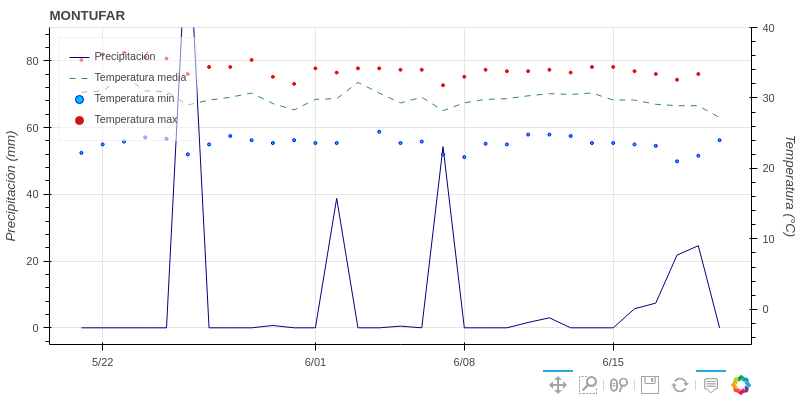 MONTUFAR
Precipitación
Temperatura media
Temperatura min
Temperatura max
Precipitación (mm)
80
60
40
20
0
Temperatura (°C)
40
30
20
10
0
5/22
6/01
6/08
6/15